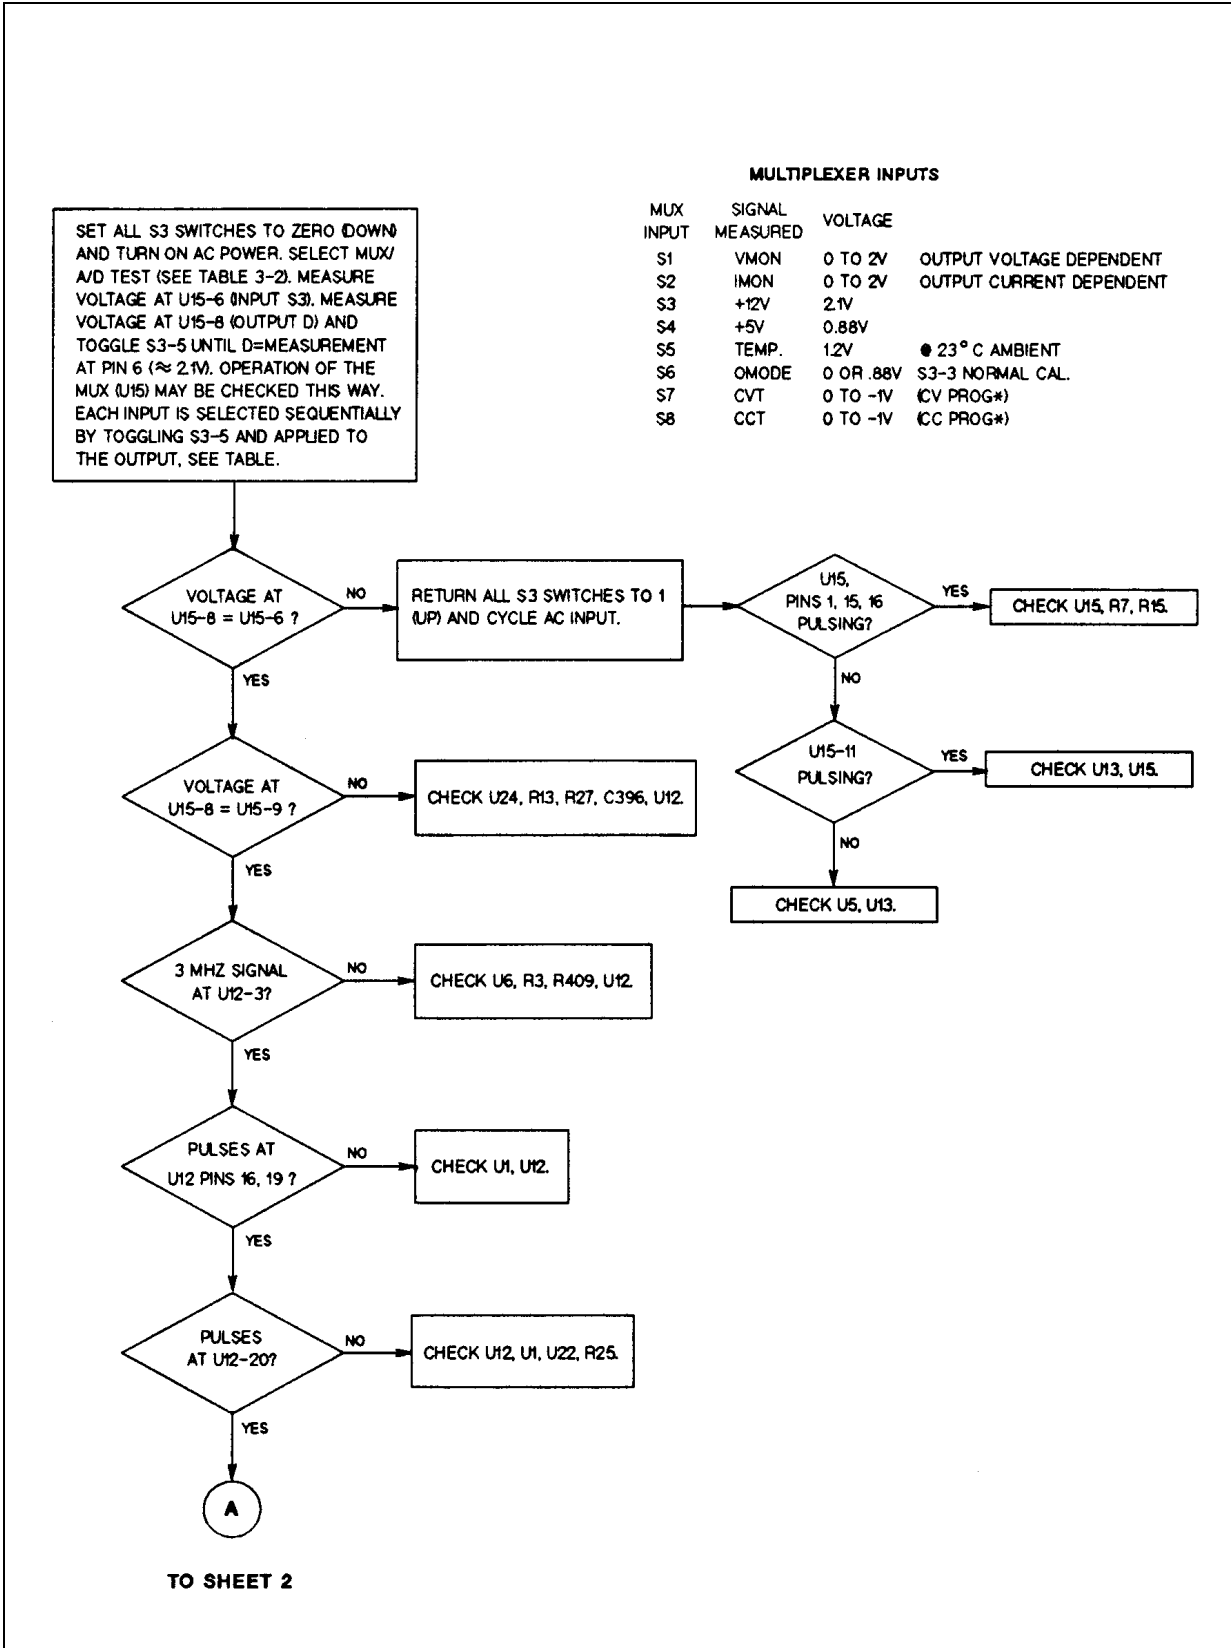 MULTIPLEXER INPUTS
MUX INPUT SIGNAL MEASURED VOLTAGE
S1 VMON 0 TO 2V OUTPUT VOLTAGE DEPENDENT
S2 IMON 0 TO 2V OUTPUT CURRENT DEPENDENT
S3 +12V 2.1V
S4 +5V 0.88V
S5 TEMP. 1.2V @ 23° C AMBIENT
S6 OMODE 0 OR .88V S3-3 NORMAL CAL.
S7 CVT 0 TO -1V (CV PROG*)
S8 CCT 0 TO -1V (CC PROG*)
SET ALL S3 SWITCHES TO ZERO (DOWN)
AND TURN ON AC POWER. SELECT MUX/
A/D TEST (SEE TABLE 3-2). MEASURE
VOLTAGE AT U15-6 (INPUT S3). MEASURE
VOLTAGE AT U15-8 (OUTPUT D) AND
TOGGLE S3-5 UNTIL D=MEASUREMENT
AT PIN 6 (≈ 2.1V). OPERATION OF THE
MUX (U15) MAY BE CHECKED THIS WAY.
EACH INPUT IS SELECTED SEQUENTIALLY
BY TOGGLING S3-5 AND APPLIED TO
THE OUTPUT, SEE TABLE.
VOLTAGE AT
U15-8 = U15-6 ?
NO
RETURN ALL S3 SWITCHES TO 1
(UP) AND CYCLE AC INPUT.
U15,
PINS 1, 15, 16
PULSING?
YES
CHECK U15, R7, R15.
YES
NO
VOLTAGE AT
U15-8 = U15-9 ?
NO
CHECK U24, R13, R27, C396, U12.
U15-11
PULSING?
YES
CHECK U13, U15.
YES
NO
CHECK U5, U13.
3 MHZ SIGNAL
AT U12-3?
NO
CHECK U6, R3, R409, U12.
YES
PULSES AT
U12 PINS 16, 19 ?
NO
CHECK U1, U12.
YES
PULSES
AT U12-20?
NO
CHECK U12, U1, U22, R25.
YES
A
TO SHEET 2